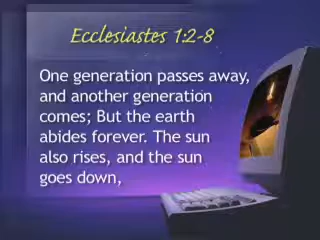 Ecclesiastes 1:2-8
One generation passes away,
and another generation
comes; But the earth
abides forever. The sun
also rises, and the sun
goes down,